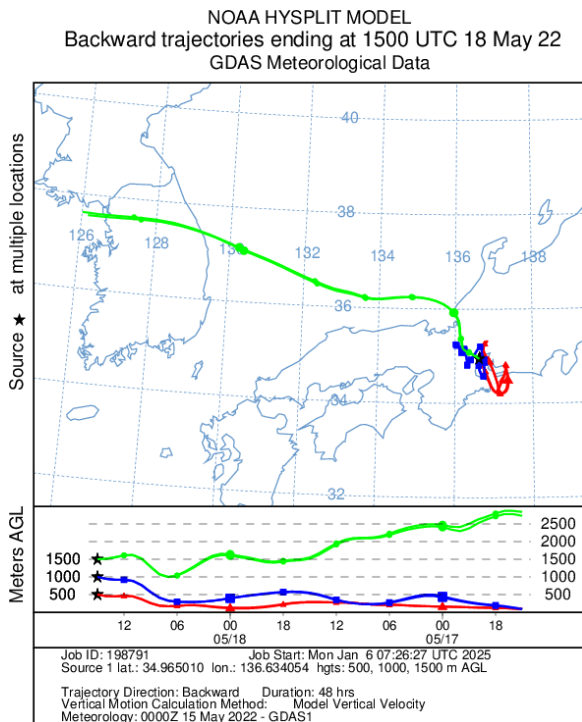 NOAA HYSPLIT MODEL
Backward trajectories ending at 1500 UTC 18 May 22
GDAS Meteorological Data
Source ★ at multiple locations
40
38
126
128
130
132
134
136
138
36
34
32
Meters AGL
1500
1000
500
2500
2000
1500
1000
500
12 06 00 18 12 06 00 18
05/18 05/17
Job ID: 198791 Job Start: Mon Jan 6 07:26:27 UTC 2025
Source 1 lat.: 34.965010 lon.: 136.634054 hgts: 500, 1000, 1500 m AGL
Trajectory Direction: Backward Duration: 48 hrs
Vertical Motion Calculation Method: Model Vertical Velocity
Meteorology: 0000Z 15 May 2022 - GDAS1